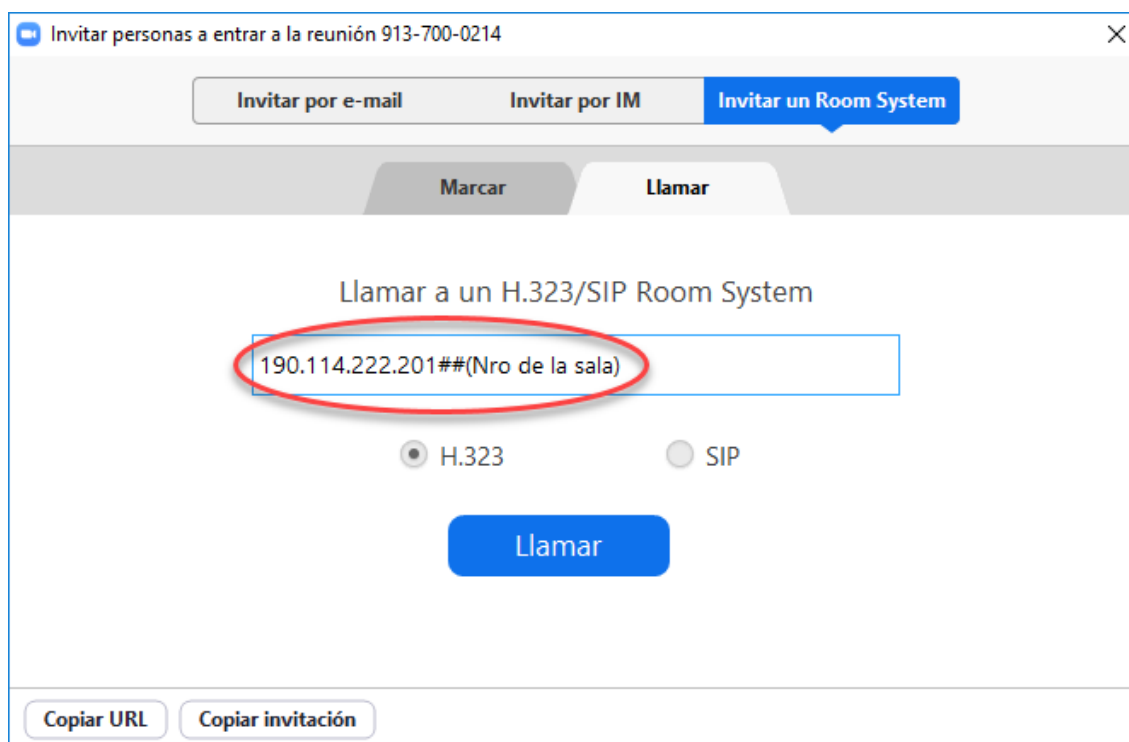 Invitar personas a entrar a la reunión 913-700-0214
Invitar por e-mail Invitar por IM Invitar un Room System
Marcar Llamar
Llamar a un H.323/SIP Room System
190.114.222.201##(Nro de la sala)
H.323 SIP
Llamar
Copiar URL Copiar invitación